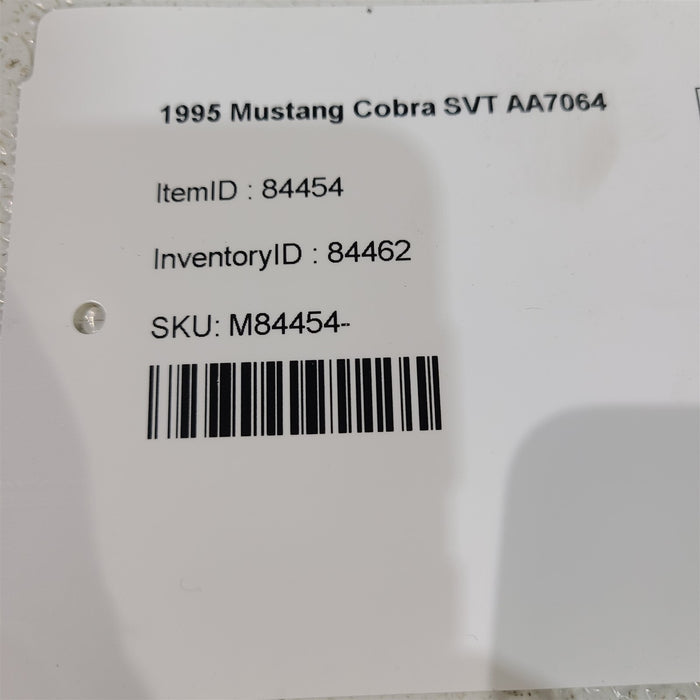 1995 Mustang Cobra SVT AA7064
ItemID : 84454
InventoryID : 84462
SKU: M84454-